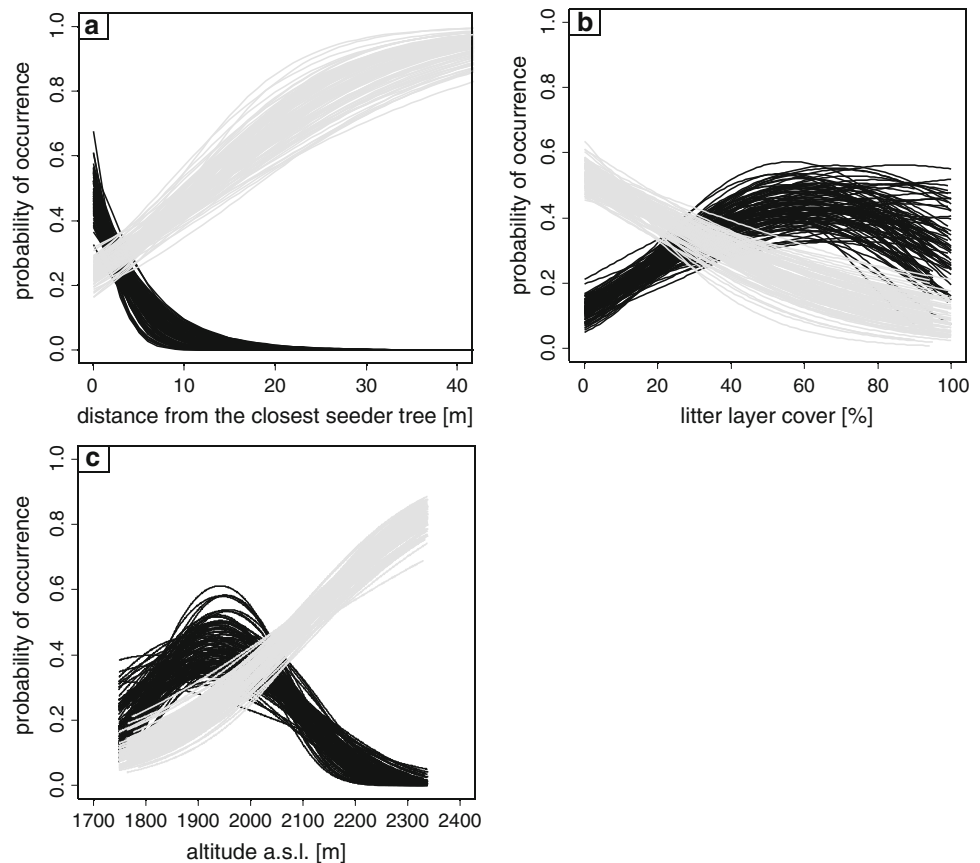 a
1.0
0.8
0.6
0.4
0.2
0.0
probability of occurrence
0 10 20 30 40
distance from the closest seeder tree [m]
b
1.0
0.8
0.6
0.4
0.2
0.0
probability of occurrence
0 20 40 60 80 100
litter layer cover [%]
c
1.0
0.8
0.6
0.4
0.2
0.0
probability of occurrence
1700 1800 1900 2000 2100 2200 2300 2400
altitude a.s.l. [m]